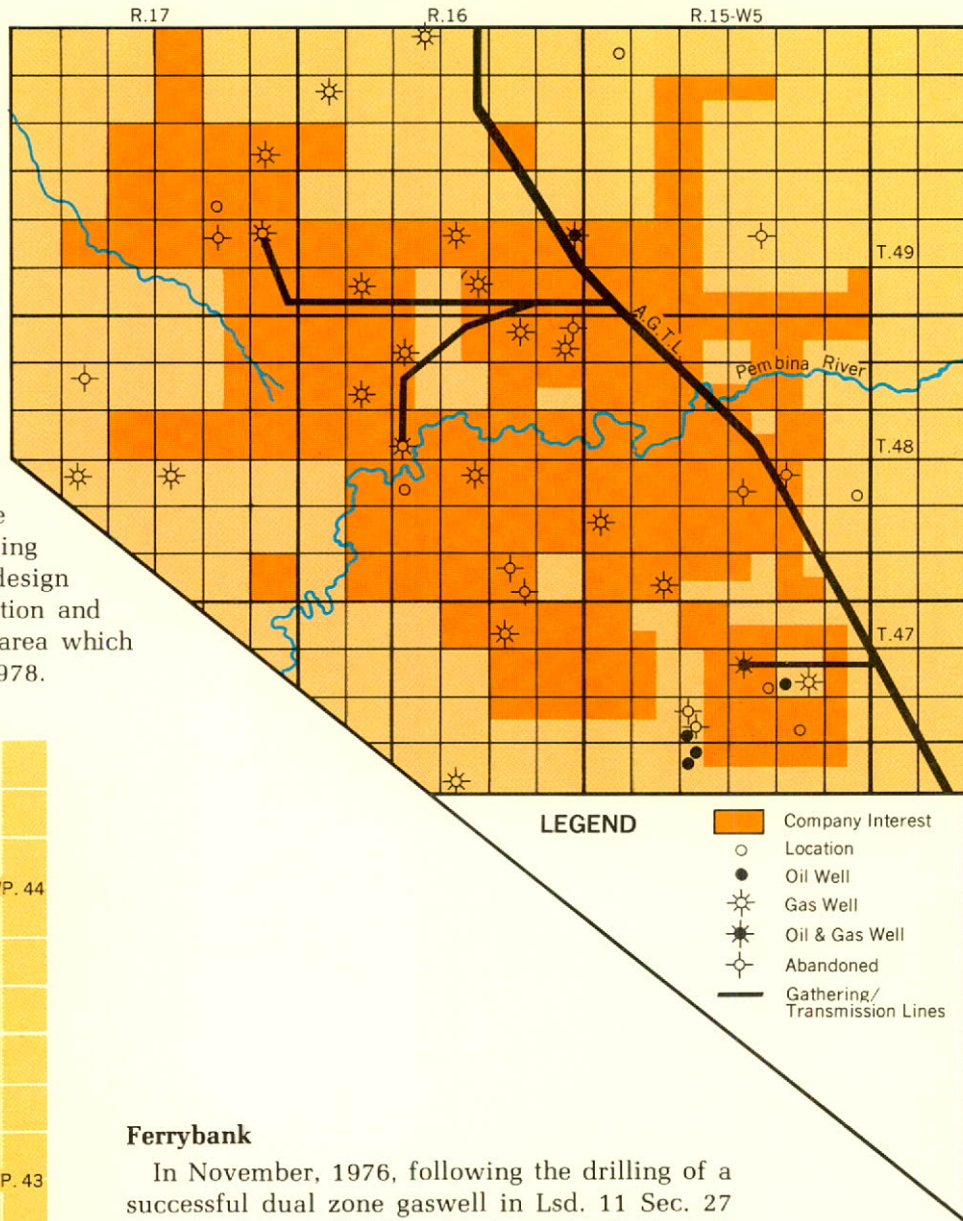 R.17 R.16 R.15-W5
T.49
A.G.T.L.
Pembina River
T.48
T.47
ing
design
tion and
area which
978.
LEGEND
Company Interest
Location
Oil Well
Gas Well
Oil & Gas Well
Abandoned
Gathering/
Transmission Lines
P. 44
P. 43
Ferrybank
In November, 1976, following the drilling of a
successful dual zone gaswell in Lsd. 11 Sec. 27